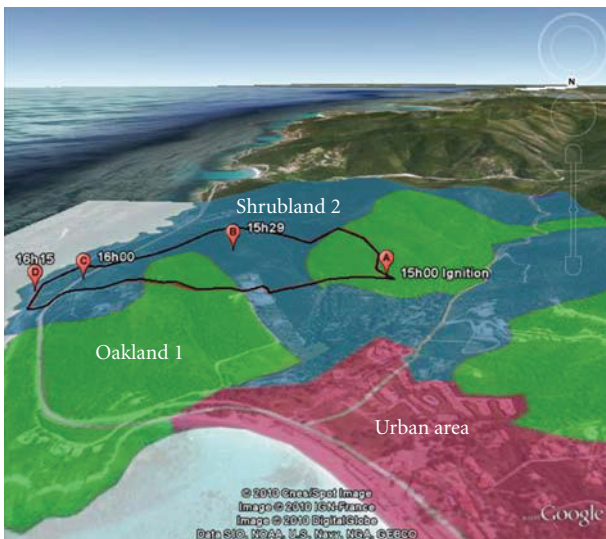 N
Shrubland 2
B
15h29
16h15
D
C
16h00
A
15h00 Ignition
Oakland 1
Urban area
© 2010 Cnes/Spot Image
Image © 2010 IGN-France
Image © 2010 DigitalGlobe
Data SIO, NOAA, U.S. Navy, NGA, GEBCO
Google